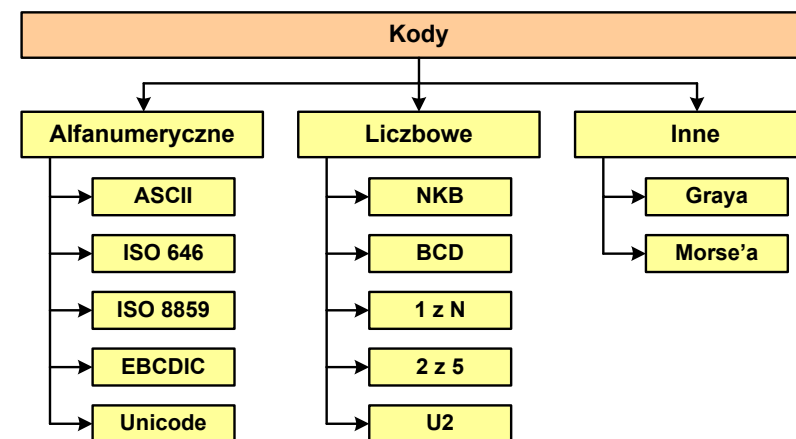 Kody
Alfanumeryczne
ASCII
ISO 646
ISO 8859
EBCDIC
Unicode
Liczbowe
NKB
BCD
1 z N
2 z 5
U2
Inne
Graya
Morse’a